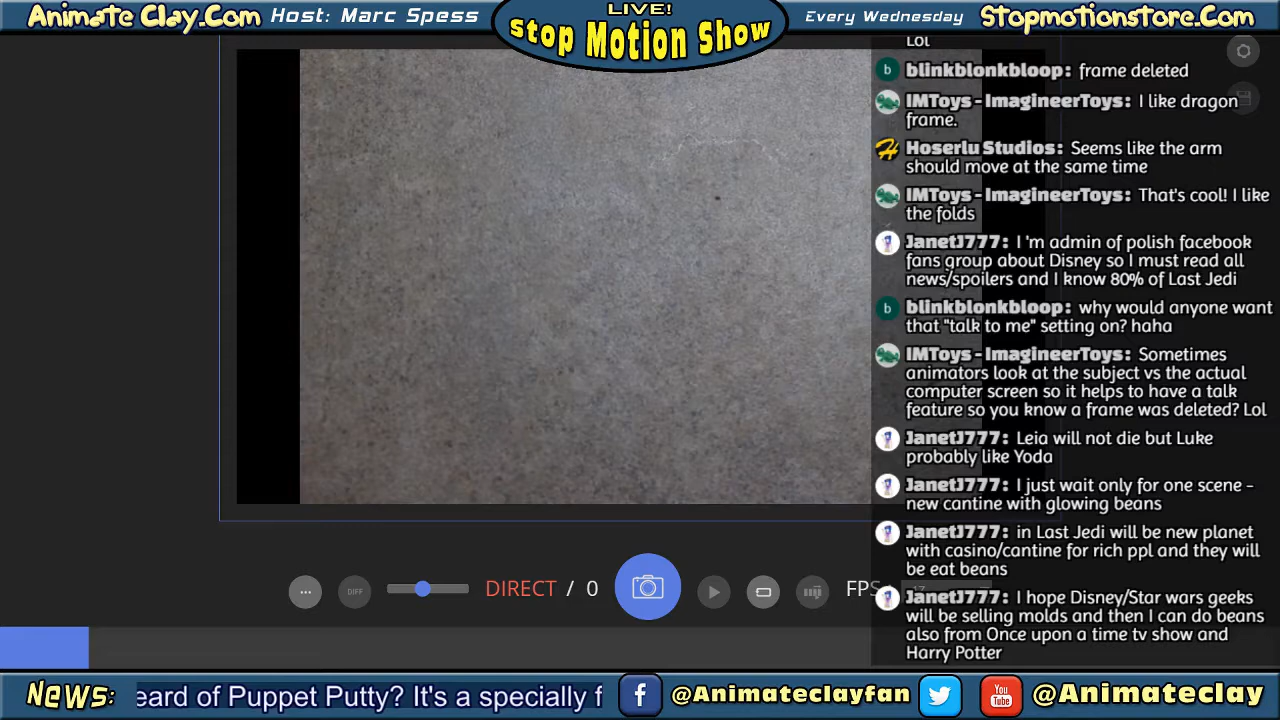 Animate Clay.Com Host: Marc Spess
LIVE!
Stop Motion Show
Every Wednesday Stopmotionstore.Com
Lol
blinkblonkbloop: frame deleted
IMToys - ImagineerToys: I like dragon
frame.
Hoserlu Studios: Seems like the arm
should move at the same time
IMToys - ImagineerToys: That's cool! I like
the folds
JanetJ777: I 'm admin of polish facebook
fans group about Disney so I must read all
news/spoilers and I know 80% of Last Jedi
b blinkblonkbloop: why would anyone want
that "talk to me" setting on? haha
IMToys - ImagineerToys: Sometimes
animators look at the subject vs the actual
computer screen so it helps to have a talk
feature so you know a frame was deleted? Lol
JanetJ777: Leia will not die but Luke
probably like Yoda
JanetJ777: I just wait only for one scene -
new cantine with glowing beans
JanetJ777: in Last Jedi will be new planet
with casino/cantine for rich ppl and they will
be eat beans
JanetJ777: I hope Disney/Star wars geeks
will be selling molds and then I can do beans
also from Once upon a time tv show and
Harry Potter
DIFF DIRECT / 0 FPS
News: eard of Puppet Putty? It's a specially f @Animateclayfan You Tube @Animateclay